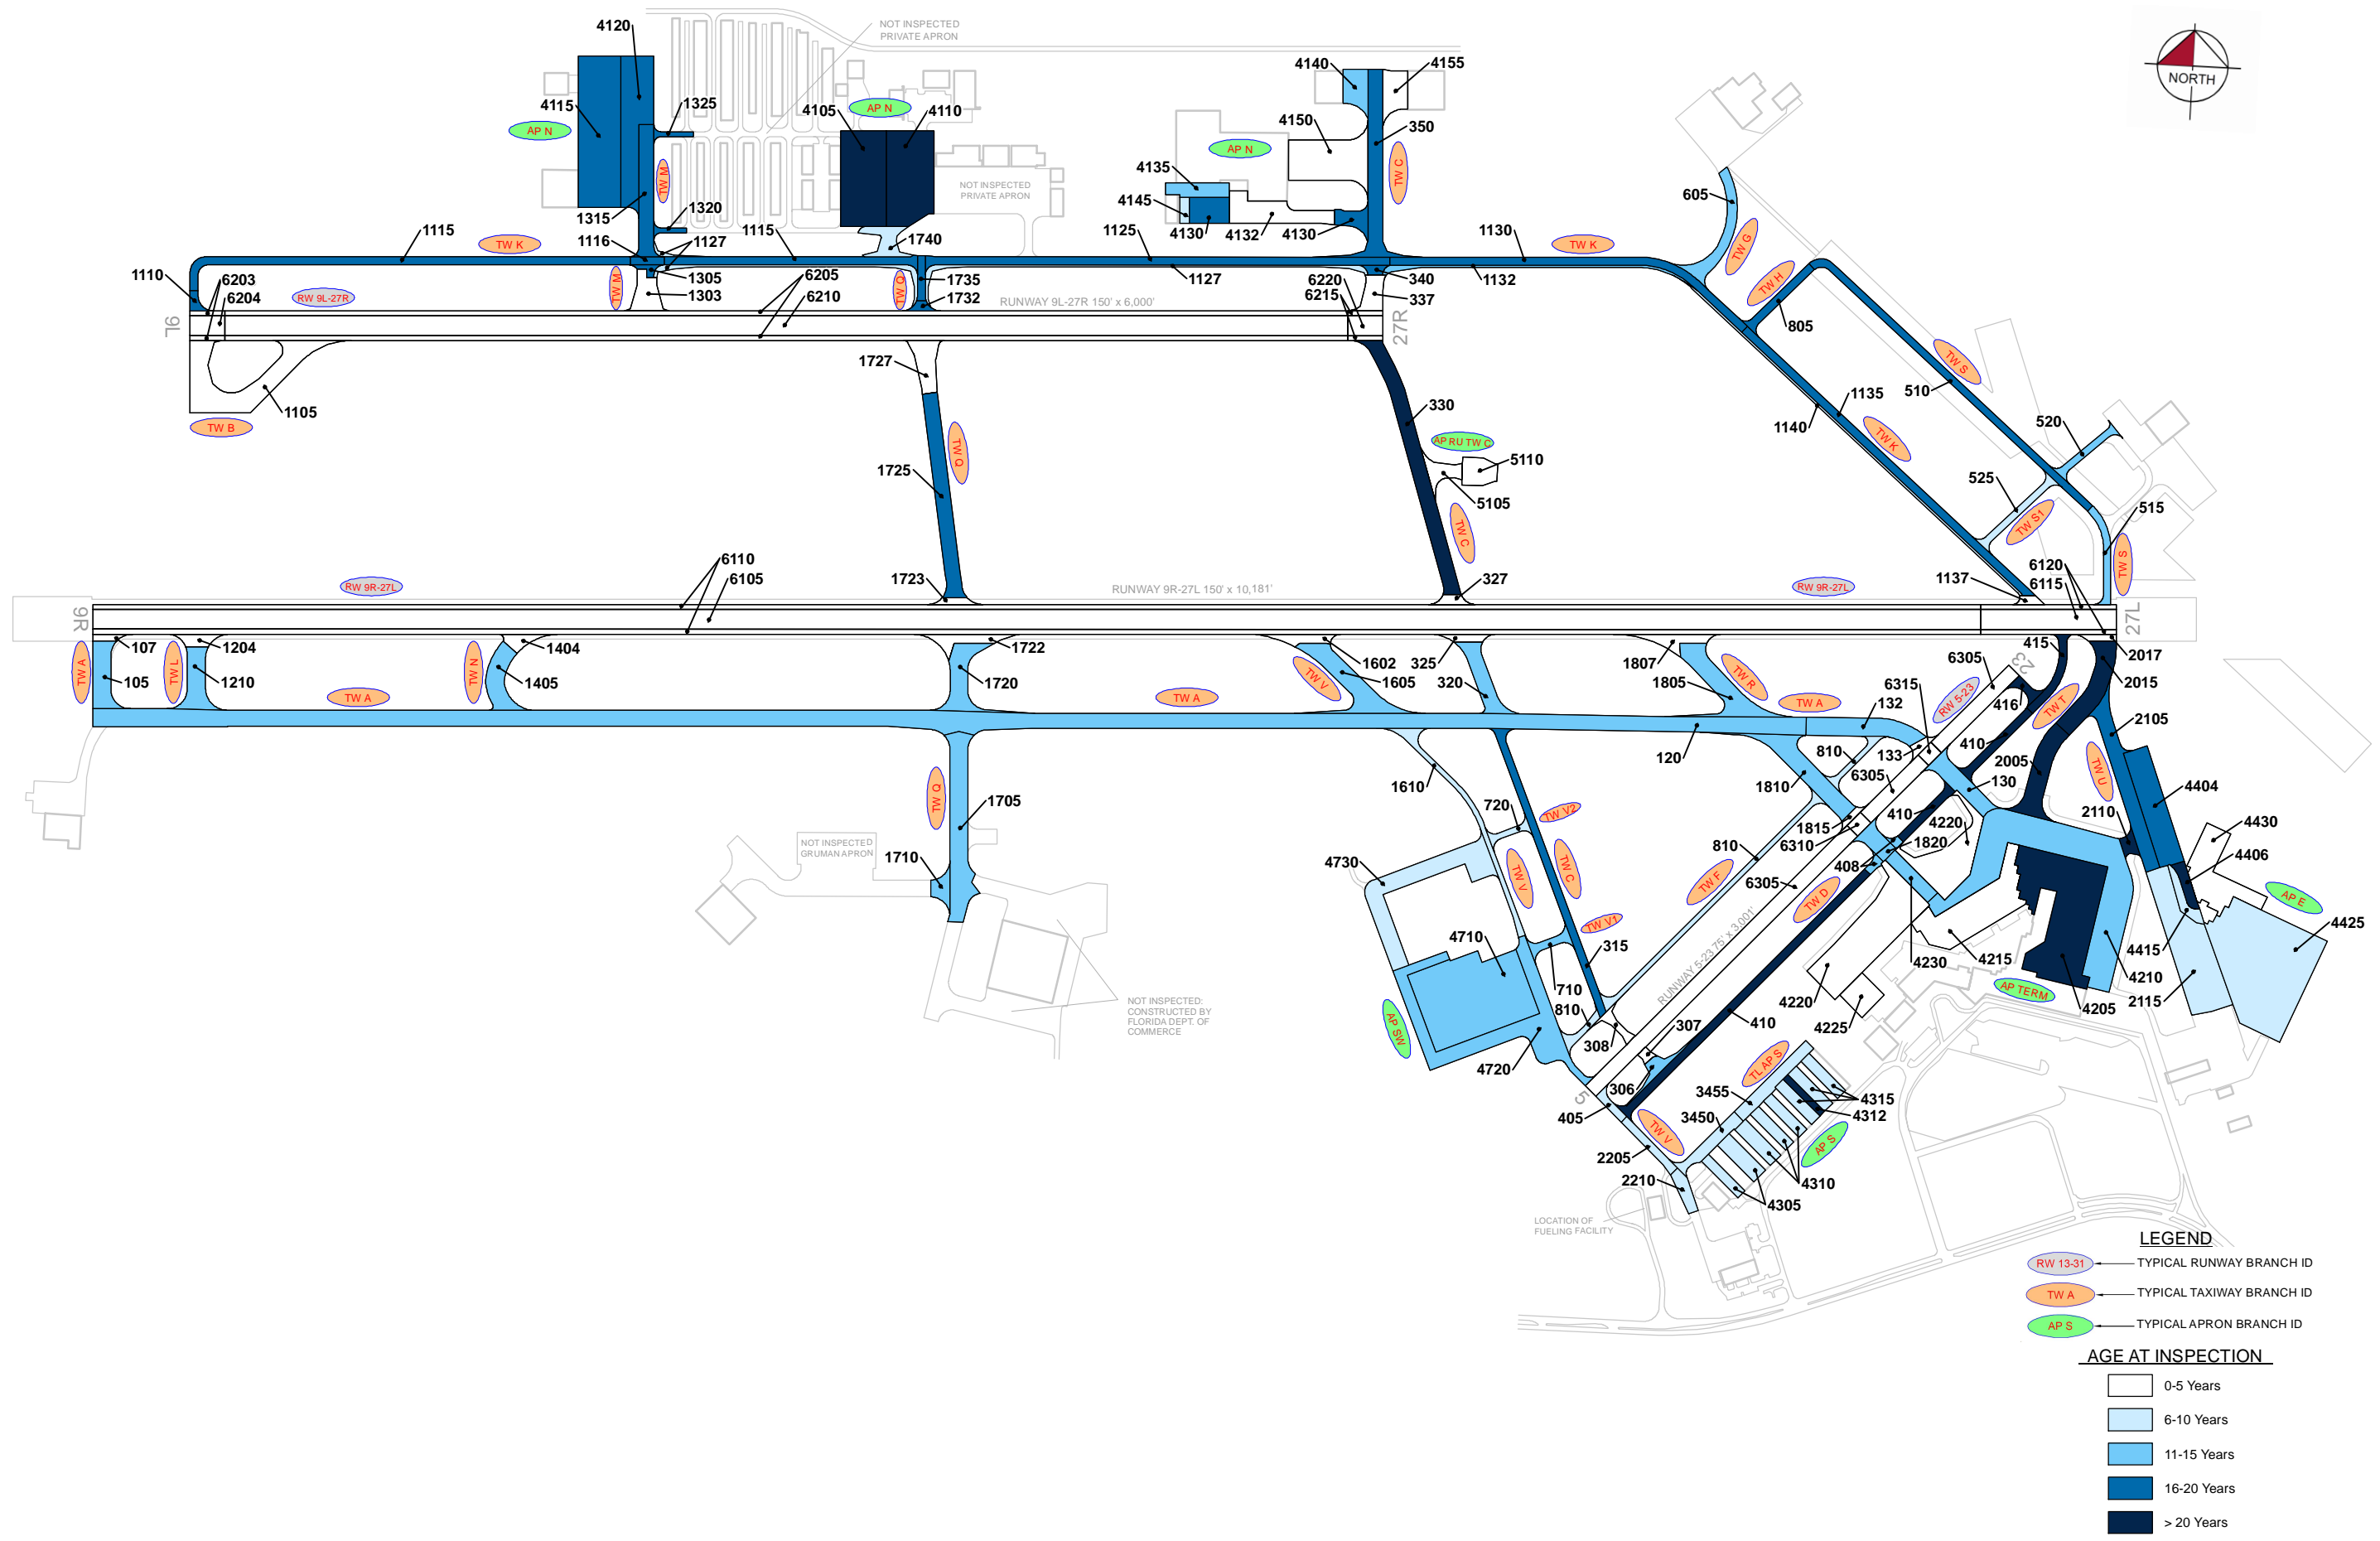 4120
NOT INSPECTED
PRIVATE APRON
NORTH
4140
4155
4115
1325
4105
AP N
4110
AP N
4150
350
AP N
TW C
4135
NOT INSPECTED
PRIVATE APRON
TW M
4145
605
1315
1320
4130
4132
4130
1116
1127
1115
1740
1125
1130
1115
TW K
TW K
TW G
1110
6203
6204
RW 9L-27R
TW M
1305
1303
6205
6210
TW Q
1735
1732
1127
RUNWAY 9L-27R 150' x 6,000'
6220
6215
340
337
1132
TW H
805
9L
27R
1727
TW S
510
1105
TW B
330
1135
1140
520
AP RU TW C
TW K
TW Q
5110
1725
5105
525
515
TW C
TW S1
6110
6105
1723
327
1137
6120
6115
TW S
RW 9R-27L
RUNWAY 9R-27L 150' x 10,181'
RW 9R-27L
9R
27L
107
1204
1404
1722
1602
325
1807
415
2017
6305
23
TW A
105
TW L
1210
TW N
1405
1720
TW V
1605
320
1805
TW R
6315
RW 5-23
416
2015
TW A
TW A
TW A
132
TW T
2105
120
810
133
410
6305
2005
130
TW U
1610
1810
4404
TW Q
1705
720
TW V2
410
4220
2110
4430
1815
6310
1820
408
4406
NOT INSPECTED
GRUMAN APRON
1710
4730
TW V
TW C
810
TW F
6305
TW D
AP E
4425
4710
TW V1
315
RUNWAY 5-23 75' x 3,001'
4230
4215
4415
4210
2115
710
810
4220
AP TERM
4205
NOT INSPECTED:
CONSTRUCTED BY
FLORIDA DEPT. OF
COMMERCE
AP SW
308
307
410
4225
4720
TL AP S
306
5
405
3455
3450
4315
4312
TW V
AP S
2205
2210
4310
4305
LOCATION OF
FUELING FACILITY
LEGEND
RW 13-31
TYPICAL RUNWAY BRANCH ID
TW A
TYPICAL TAXIWAY BRANCH ID
AP S
TYPICAL APRON BRANCH ID
AGE AT INSPECTION
0-5 Years
6-10 Years
11-15 Years
16-20 Years
> 20 Years